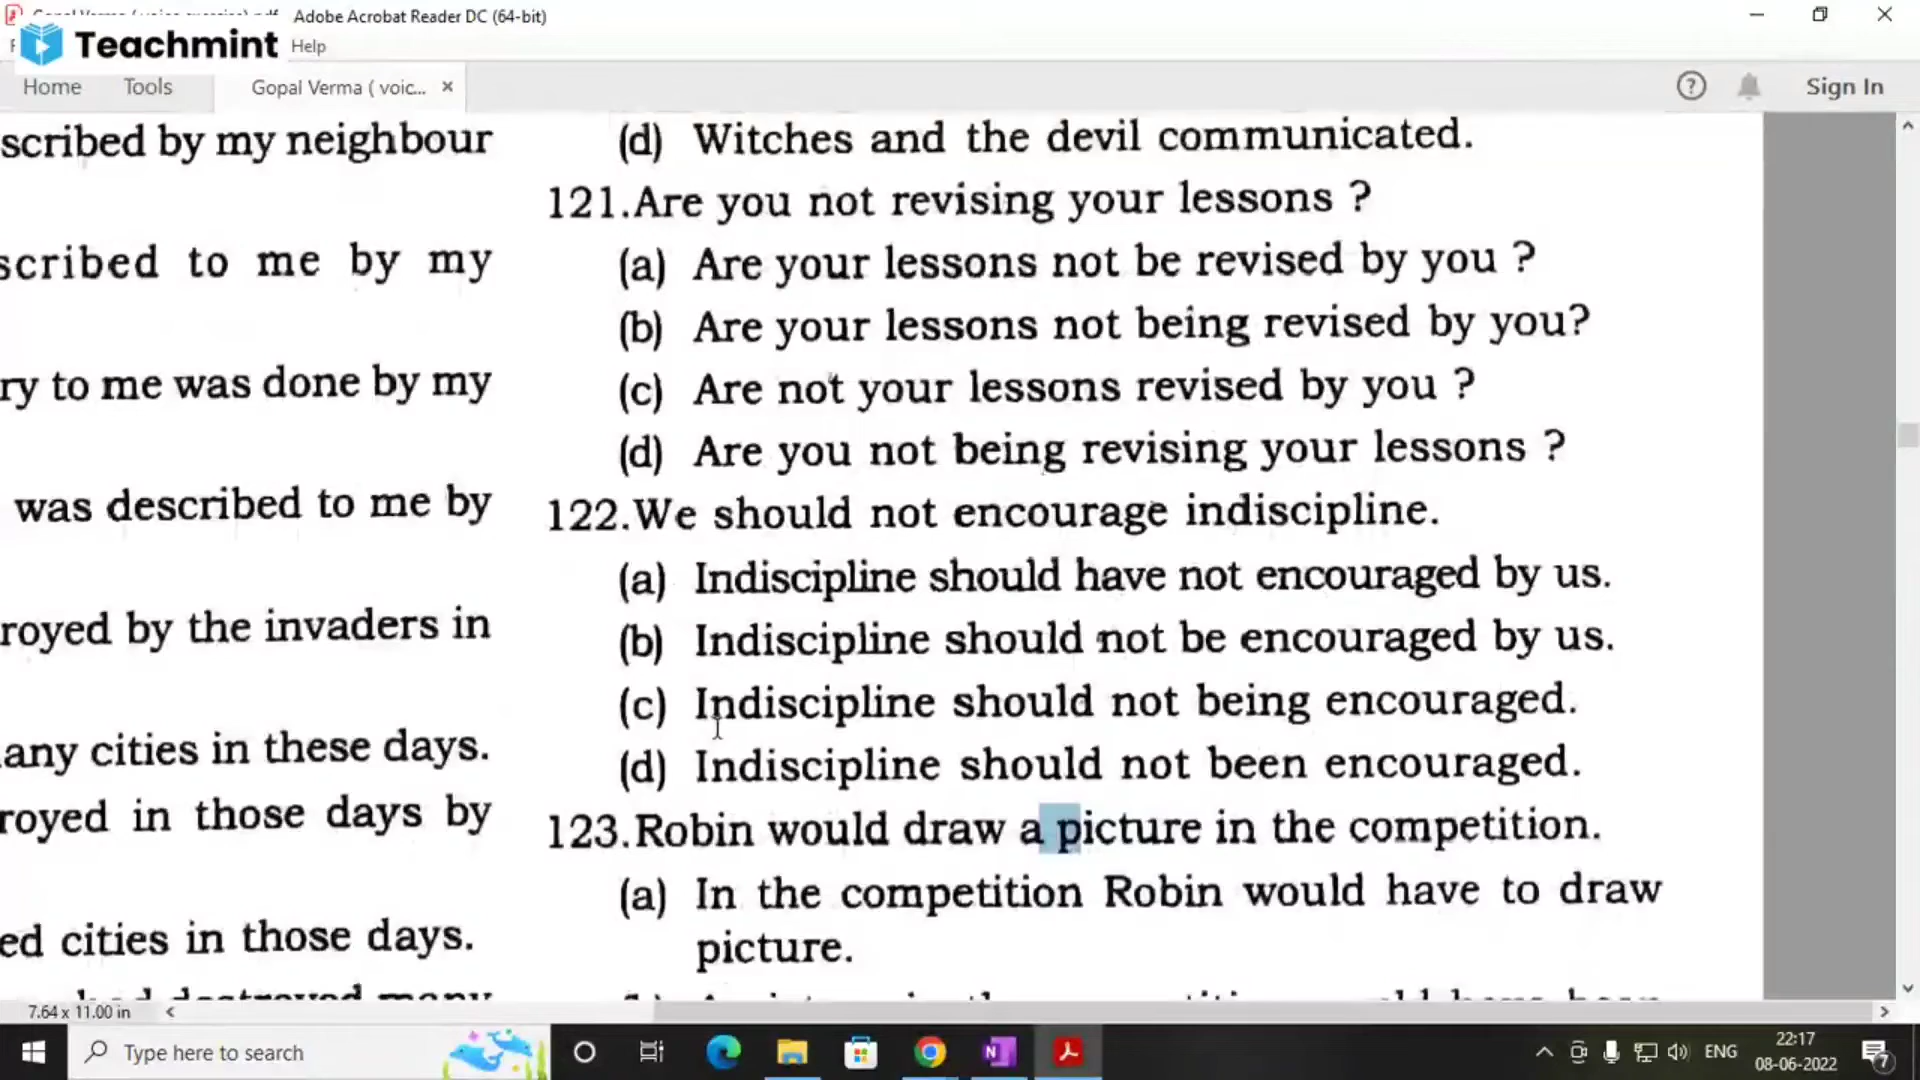 Adobe Acrobat Reader DC (64-bit)
Teachmint
Help
Home Tools Gopal Verma ( voic... × Sign In
scribed by my neighbour
scribed to me by my
ry to me was done by my
was described to me by
royed by the invaders in
any cities in these days.
royed in those days by
ed cities in those days.
(d) Witches and the devil communicated.
121.Are you not revising your lessons ?
(a) Are your lessons not be revised by you ?
(b) Are your lessons not being revised by you?
(c) Are not your lessons revised by you ?
(d) Are you not being revising your lessons ?
122.We should not encourage indiscipline.
(a) Indiscipline should have not encouraged by us.
(b) Indiscipline should not be encouraged by us.
(c) Indiscipline should not being encouraged.
(d) Indiscipline should not been encouraged.
123.Robin would draw a picture in the competition.
(a) In the competition Robin would have to draw
picture.
7.64 x 11.00 in
Type here to search
ENG
22:17
08-06-2022
7